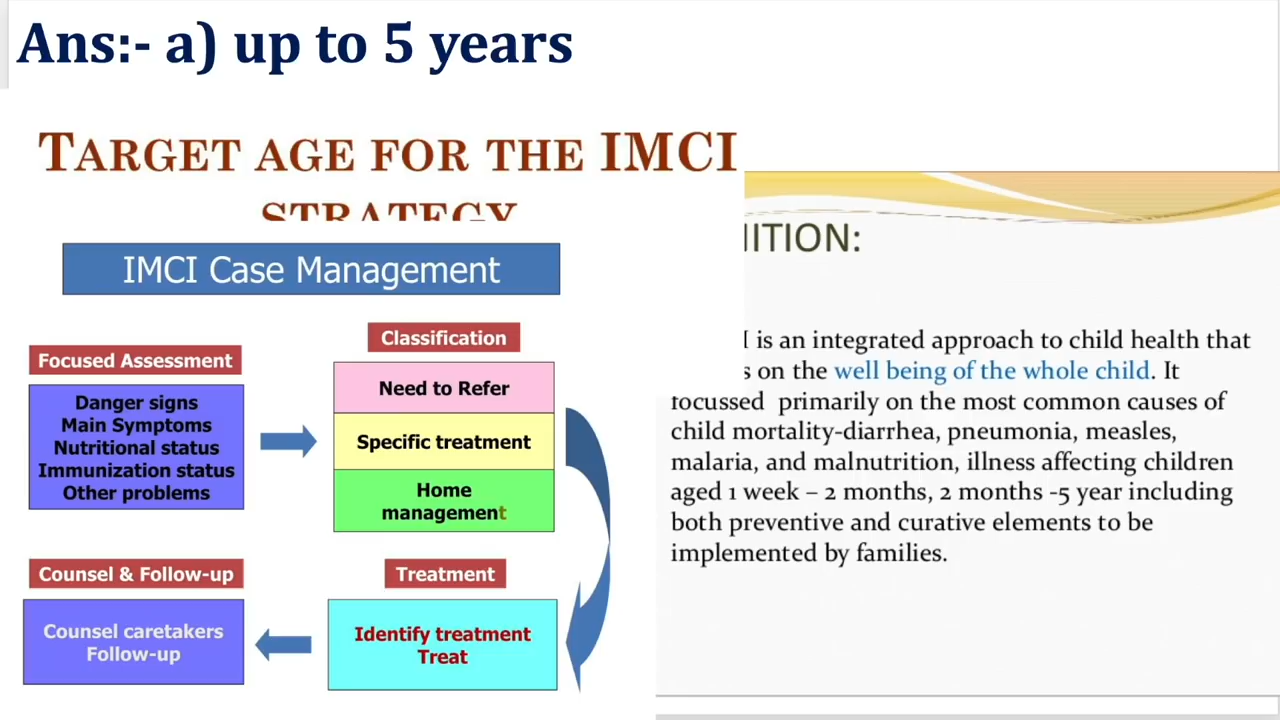 Ans:- a) up to 5 years
TARGET AGE FOR THE IMCI
STRATEGY
IMCI Case Management
Focused Assessment
Danger signs
Main Symptoms
Nutritional status
Immunization status
Other problems
Classification
Need to Refer
Specific treatment
Home
management
Treatment
Identify treatment
Treat
Counsel & Follow-up
Counsel caretakers
Follow-up
NITION:
I is an integrated approach to child health that
s on the well being of the whole child. It
focussed primarily on the most common causes of
child mortality-diarrhea, pneumonia, measles,
malaria, and malnutrition, illness affecting children
aged 1 week – 2 months, 2 months -5 year including
both preventive and curative elements to be
implemented by families.